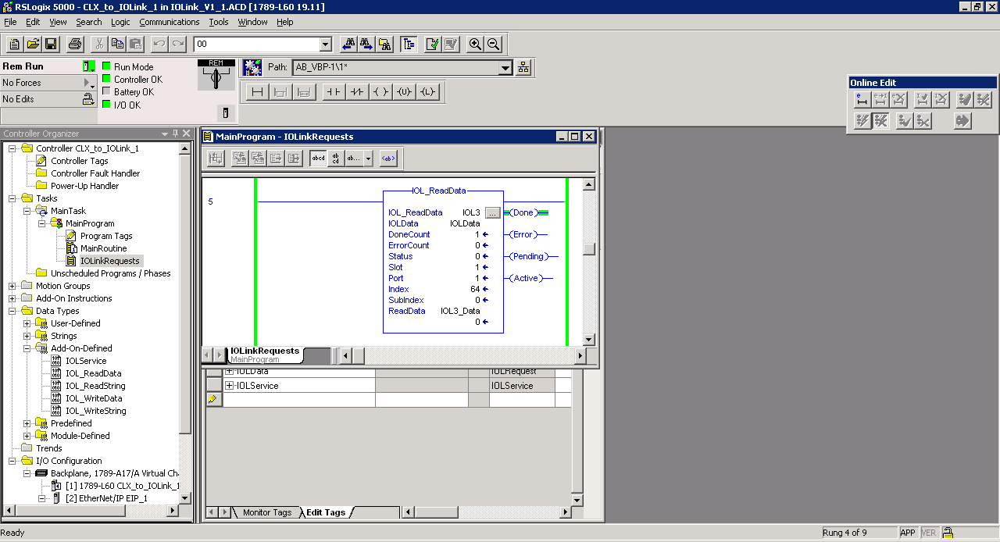 RSLogix 5000 - CLX_to_IOLink_1 in IOLink_V1_1.ACD [1789-L60 19.11]
File Edit View Search Logic Communications Tools Window Help
00
Rem Run
No Forces
No Edits
Run Mode
Controller OK
Battery OK
I/O OK
REM
Path: AB_VBP-1\1*
Online Edit
Controller Organizer
Controller CLX_to_IOLink_1
Controller Tags
Controller Fault Handler
Power-Up Handler
Tasks
MainTask
MainProgram
Program Tags
MainRoutine
IOLinkRequests
Unscheduled Programs / Phases
Motion Groups
Add-On Instructions
Data Types
User-Defined
Strings
Add-On-Defined
IOLService
IOL_ReadData
IOL_ReadString
IOL_WriteData
IOL_WriteString
Predefined
Module-Defined
Trends
I/O Configuration
Backplane, 1789-A17/A Virtual Cha
[1] 1789-L60 CLX_to_IOLink_1
[2] EtherNet/IP EIP_1
MainProgram - IOLinkRequests
abcd ab cd ab... <ab>
5
IOL_ReadData
IOL_ReadData IOL3 ... (Done)
IOLData IOLData
DoneCount 1 (Error)
ErrorCount 0
Status 0 (Pending)
Slot 1
Port 1 (Active)
Index 64
SubIndex 0
ReadData IOL3_Data
0
IOLinkRequests
MainProgram
IOLData IOLRequest
IOLService IOLService
Monitor Tags Edit Tags
Ready Rung 4 of 9 APP VER